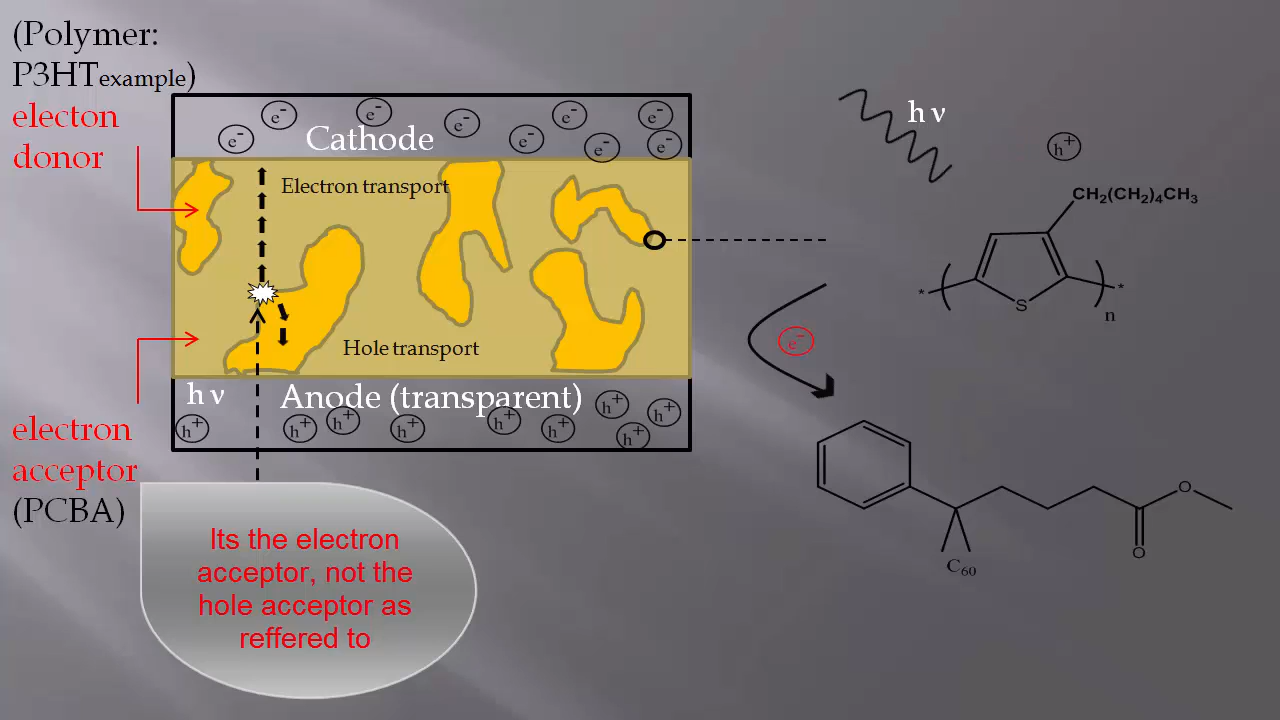 (Polymer:
P3HTexample)
electon
donor
electron
acceptor
(PCBA)
e-
e-
e-
e-
e-
e-
e-
e-
e-
Cathode
Electron transport
Hole transport
h ν
Anode (transparent)
h+
h+
h+
h+
h+
h+
h+
h+
h+
Its the electron
acceptor, not the
hole acceptor as
reffered to
h ν
h+
CH2(CH2)4CH3
*
S
n
*
e-
O
O
C60